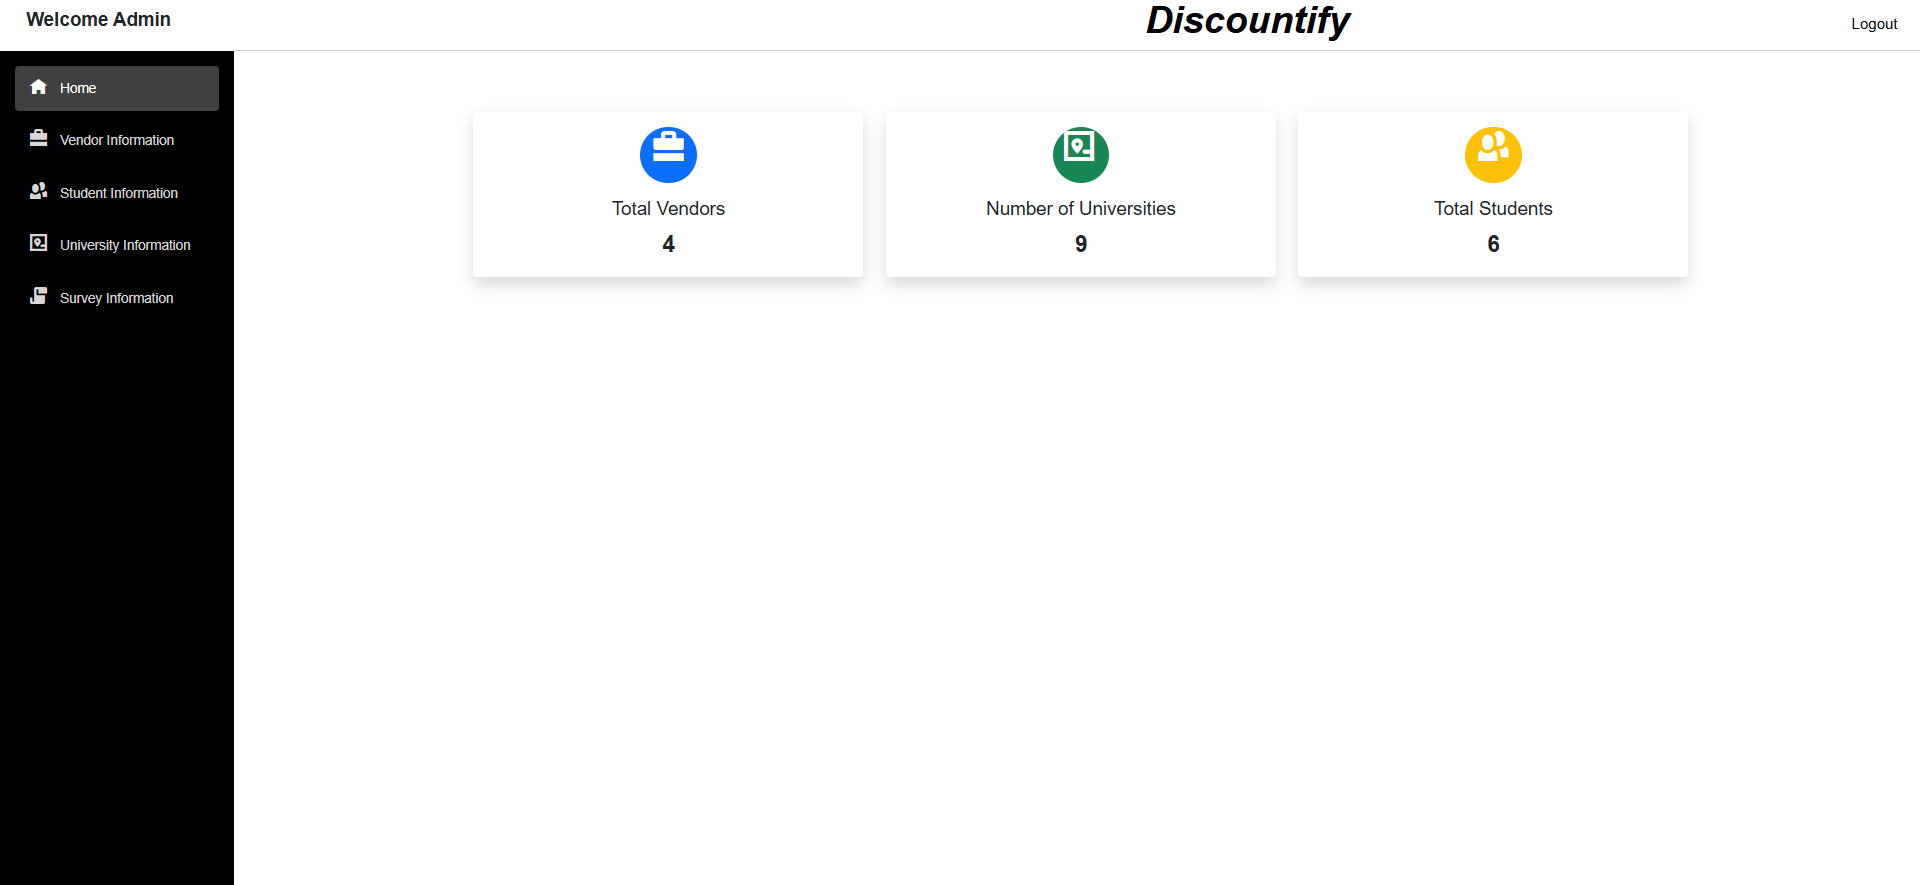 Welcome Admin
Discountify
Logout
Home
Vendor Information
Student Information
University Information
Survey Information
Total Vendors
4
Number of Universities
9
Total Students
6